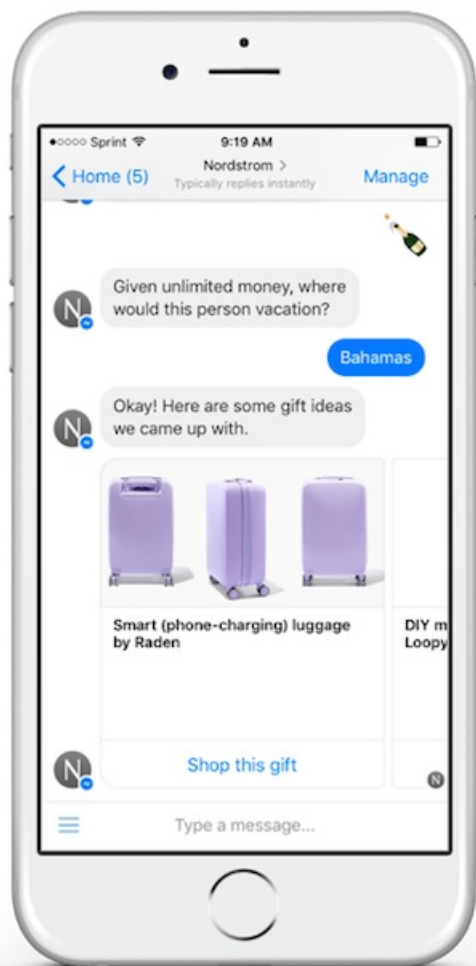 Sprint 9:19 AM
Home (5) Nordstrom > Manage
Typically replies instantly
Given unlimited money, where
would this person vacation?
N
Bahamas
Okay! Here are some gift ideas
we came up with.
N
Smart (phone-charging) luggage
by Raden
DIY m
Loopy
Shop this gift
N
N
Type a message...